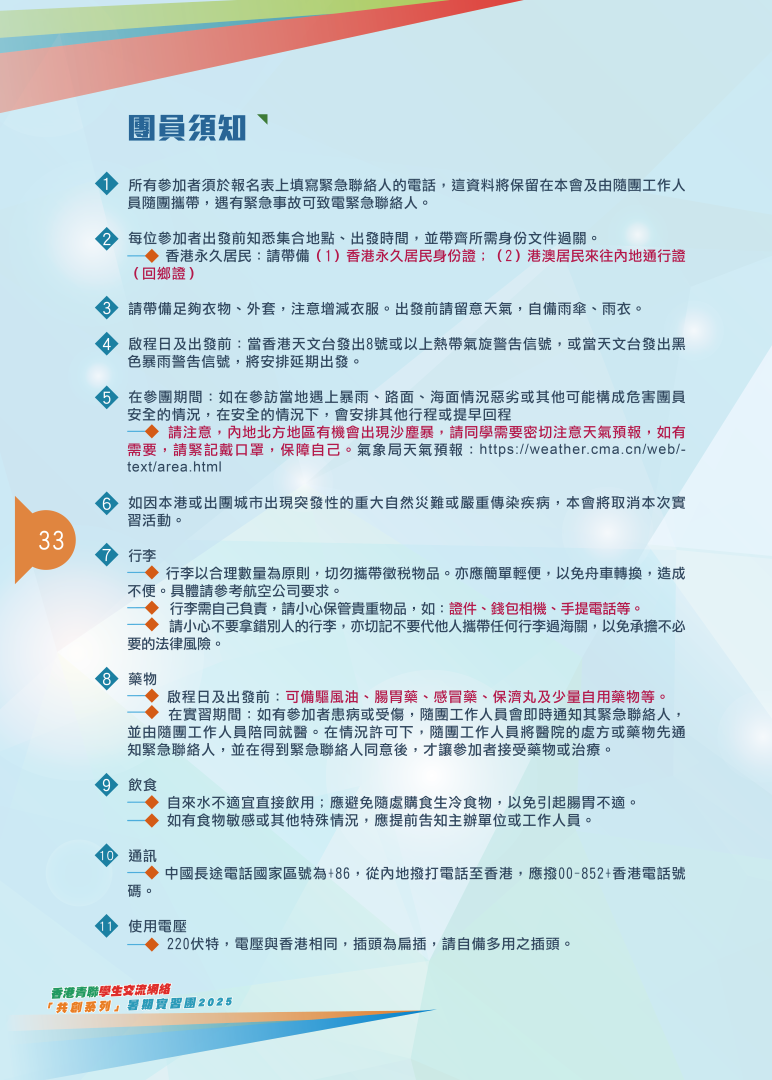 團員須知
1 所有參加者須於報名表上填寫緊急聯絡人的電話，這資料將保留在本會及由隨團工作人
員隨團攜帶，遇有緊急事故可致電緊急聯絡人。
2 每位參加者出發前知悉集合地點、出發時間，並帶齊所需身份文件過關。
香港永久居民：請帶備（1）香港永久居民身份證；（2）港澳居民來往內地通行證
（回鄉證）
3 請帶備足夠衣物、外套，注意增減衣服。出發前請留意天氣，自備雨傘、雨衣。
4 啟程日及出發前：當香港天文台發出8號或以上熱帶氣旋警告信號，或當天文台發出黑
色暴雨警告信號，將安排延期出發。
5 在參團期間：如在參訪當地遇上暴雨、路面、海面情況惡劣或其他可能構成危害團員
安全的情況，在安全的情況下，會安排其他行程或提早回程
請注意，內地北方地區有機會出現沙塵暴，請同學需要密切注意天氣預報，如有
需要，請緊記戴口罩，保障自己。氣象局天氣預報：https://weather.cma.cn/web/-
text/area.html
6 如因本港或出團城市出現突發性的重大自然災難或嚴重傳染疾病，本會將取消本次實
習活動。
33
7 行李
行李以合理數量為原則，切勿攜帶徵税物品。亦應簡單輕便，以免舟車轉換，造成
不便。具體請參考航空公司要求。
行李需自己負責，請小心保管貴重物品，如：證件、錢包相機、手提電話等。
請小心不要拿錯別人的行李，亦切記不要代他人攜帶任何行李過海關，以免承擔不必
要的法律風險。
8 藥物
啟程日及出發前：可備驅風油、腸胃藥、感冒藥、保濟丸及少量自用藥物等。
在實習期間：如有參加者患病或受傷，隨團工作人員會即時通知其緊急聯絡人，
並由隨團工作人員陪同就醫。在情況許可下，隨團工作人員將醫院的處方或藥物先通
知緊急聯絡人，並在得到緊急聯絡人同意後，才讓參加者接受藥物或治療。
9 飲食
自來水不適宜直接飲用；應避免隨處購食生冷食物，以免引起腸胃不適。
如有食物敏感或其他特殊情況，應提前告知主辦單位或工作人員。
10 通訊
中國長途電話國家區號為+86，從內地撥打電話至香港，應撥00-852+香港電話號
碼。
11 使用電壓
220伏特，電壓與香港相同，插頭為扁插，請自備多用之插頭。
香港青聯學生交流網絡
「共創系列」暑期實習團2025